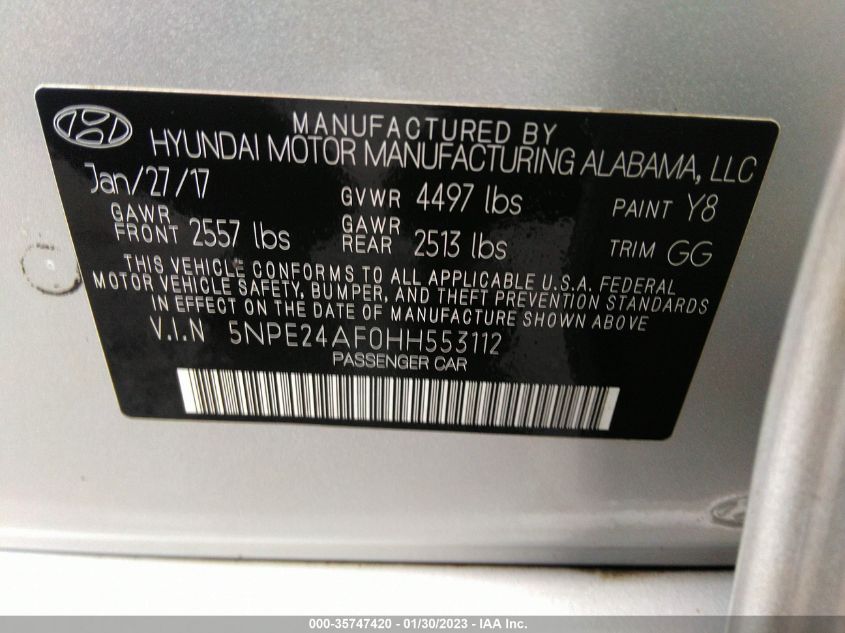 MANUFACTURED BY
HYUNDAI MOTOR MANUFACTURING ALABAMA, LLC
Jan/27/17 GVWR 4497 lbs PAINT Y8
GAWR FRONT 2557 lbs GAWR REAR 2513 lbs TRIM GG
THIS VEHICLE CONFORMS TO ALL APPLICABLE U.S.A. FEDERAL
MOTOR VEHICLE SAFETY, BUMPER, AND THEFT PREVENTION STANDARDS
IN EFFECT ON THE DATE OF MANUFACTURE SHOWN ABOVE
V.I.N 5NPE24AF0HH553112
PASSENGER CAR
000-35747420 - 01/30/2023 - IAA Inc.